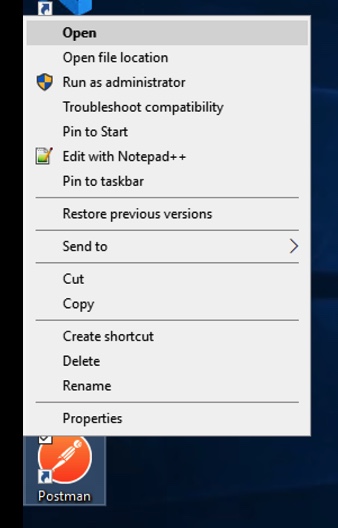 Open
Open file location
Run as administrator
Troubleshoot compatibility
Pin to Start
Edit with Notepad++
Pin to taskbar
Restore previous versions
Send to
Cut
Copy
Create shortcut
Delete
Rename
Properties
Postman